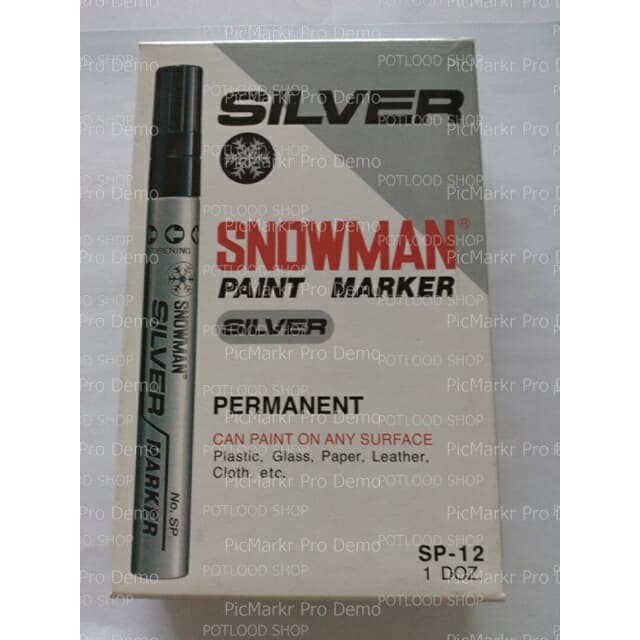 SILVER
SNOWMAN®
PAINT MARKER
SILVER
PERMANENT
CAN PAINT ON ANY SURFACE
Plastic, Glass, Paper, Leather,
Cloth, etc.
SP-12
1 DOZ
OPENING
SNOWMAN®
SILVER MARKER
No. SP
POTLOOD SHOP
PicMarkr Pro Demo